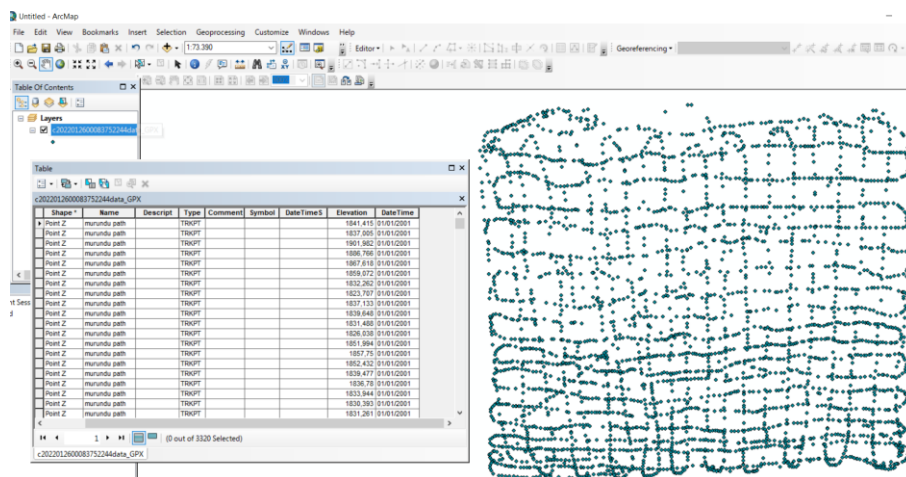 Untitled - ArcMap
File Edit View Bookmarks Insert Selection Geoprocessing Customize Windows Help
1:73.390
Editor
Georeferencing
Table Of Contents
Layers
c2022012600083752244dat
Table
c2022012600083752244data_GPX
Shape * Name Descript Type Comment Symbol DateTimeS Elevation DateTime
Point Z murundu path TRKPT 1841,415 01/01/2001
Point Z murundu path TRKPT 1837,005 01/01/2001
Point Z murundu path TRKPT 1901,982 01/01/2001
Point Z murundu path TRKPT 1886,766 01/01/2001
Point Z murundu path TRKPT 1867,618 01/01/2001
Point Z murundu path TRKPT 1859,072 01/01/2001
Point Z murundu path TRKPT 1832,262 01/01/2001
Point Z murundu path TRKPT 1823,707 01/01/2001
Point Z murundu path TRKPT 1837,133 01/01/2001
Point Z murundu path TRKPT 1839,648 01/01/2001
Point Z murundu path TRKPT 1831,488 01/01/2001
Point Z murundu path TRKPT 1826,038 01/01/2001
Point Z murundu path TRKPT 1851,994 01/01/2001
Point Z murundu path TRKPT 1857,75 01/01/2001
Point Z murundu path TRKPT 1852,432 01/01/2001
Point Z murundu path TRKPT 1839,477 01/01/2001
Point Z murundu path TRKPT 1836,78 01/01/2001
Point Z murundu path TRKPT 1833,944 01/01/2001
Point Z murundu path TRKPT 1830,393 01/01/2001
Point Z murundu path TRKPT 1831,261 01/01/2001
1
(0 out of 3320 Selected)
c2022012600083752244data_GPX